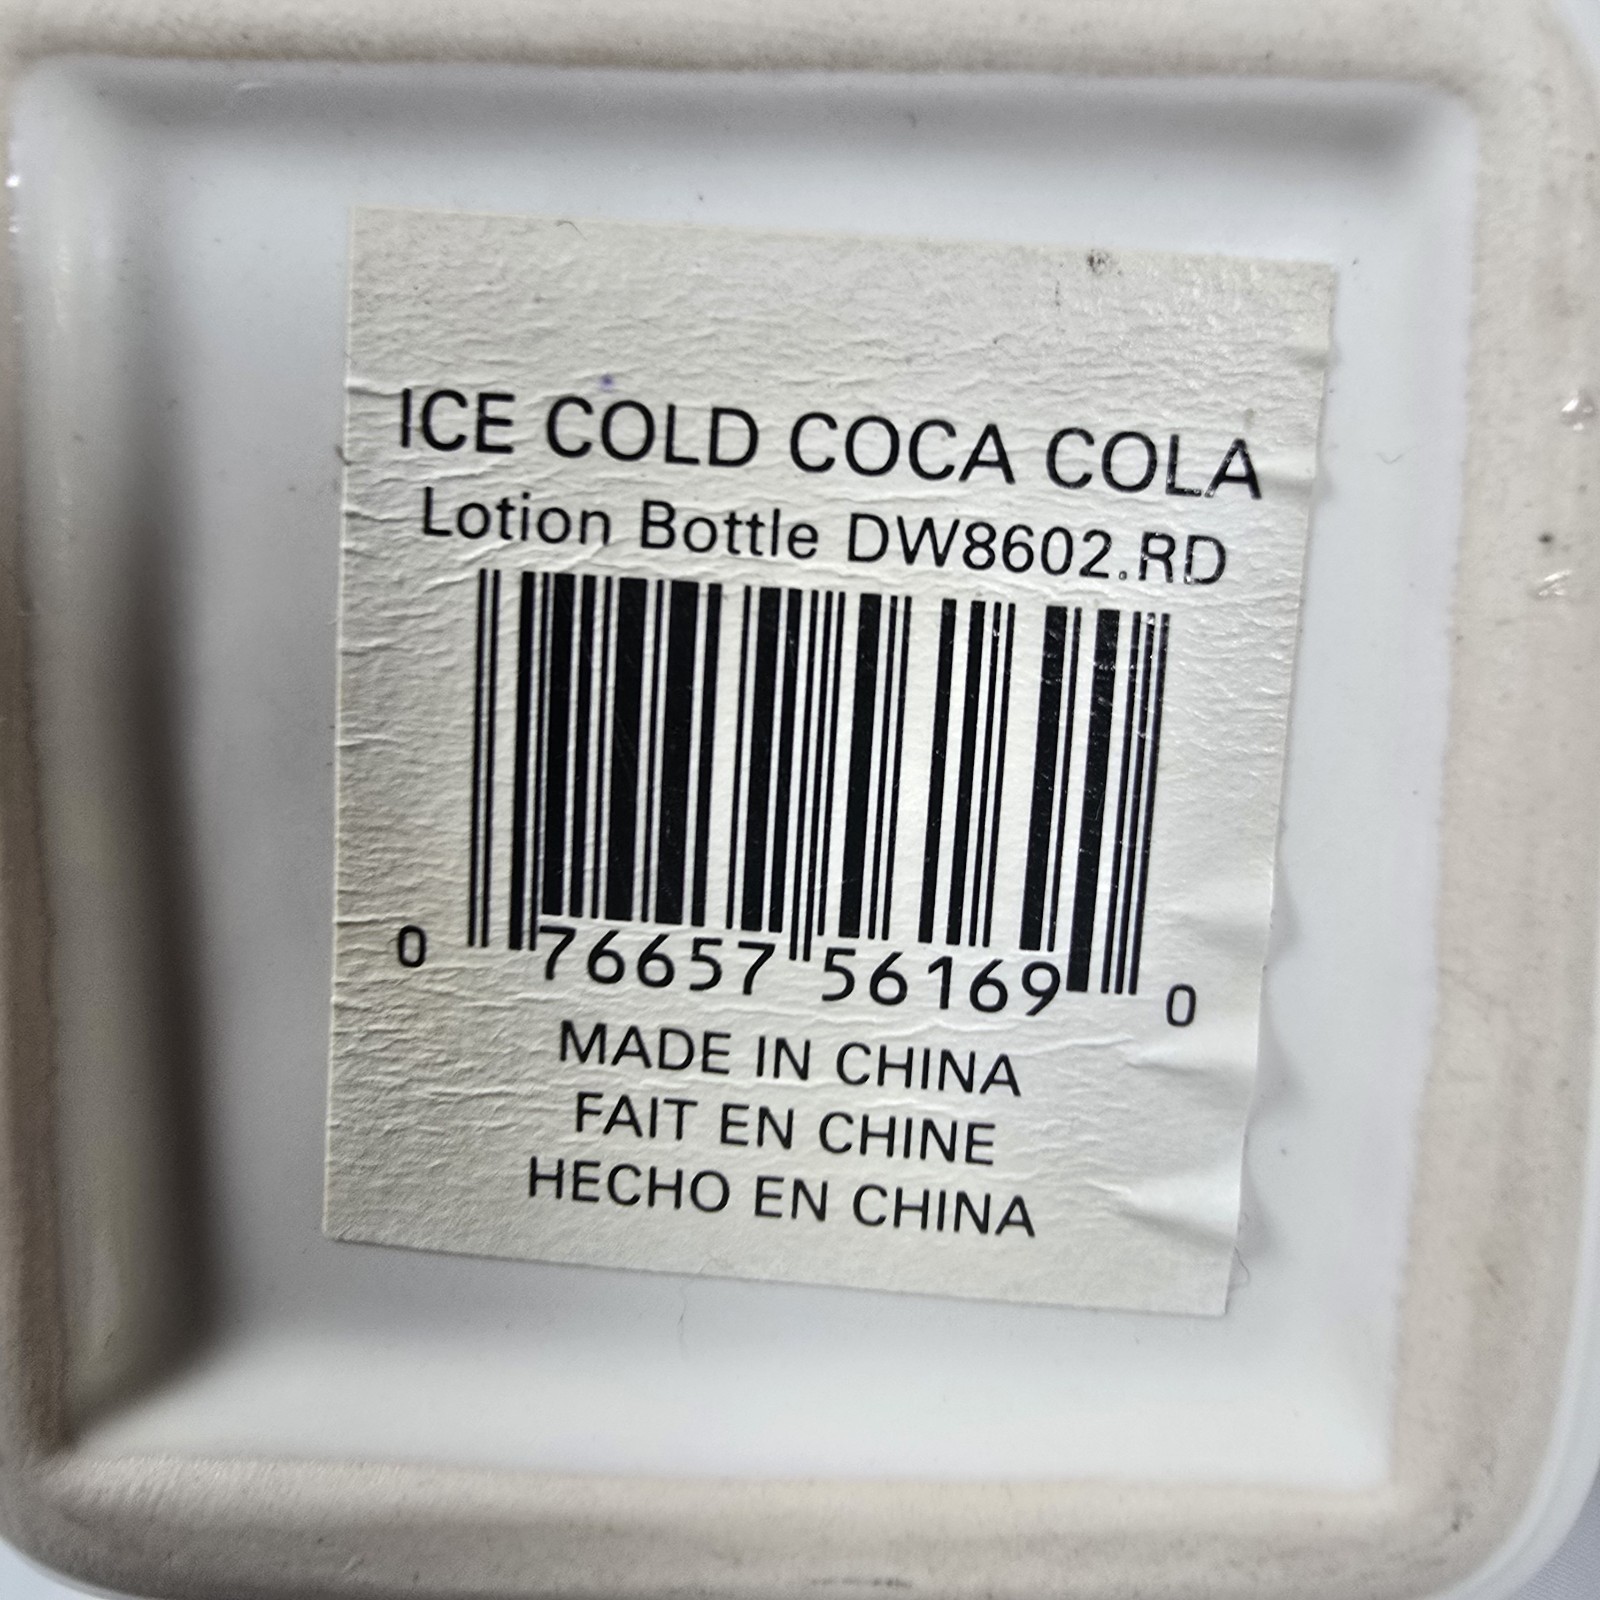 ICE COLD COCA COLA
Lotion Bottle DW8602.RD
0 76657 56169 0
MADE IN CHINA
FAIT EN CHINE
HECHO EN CHINA